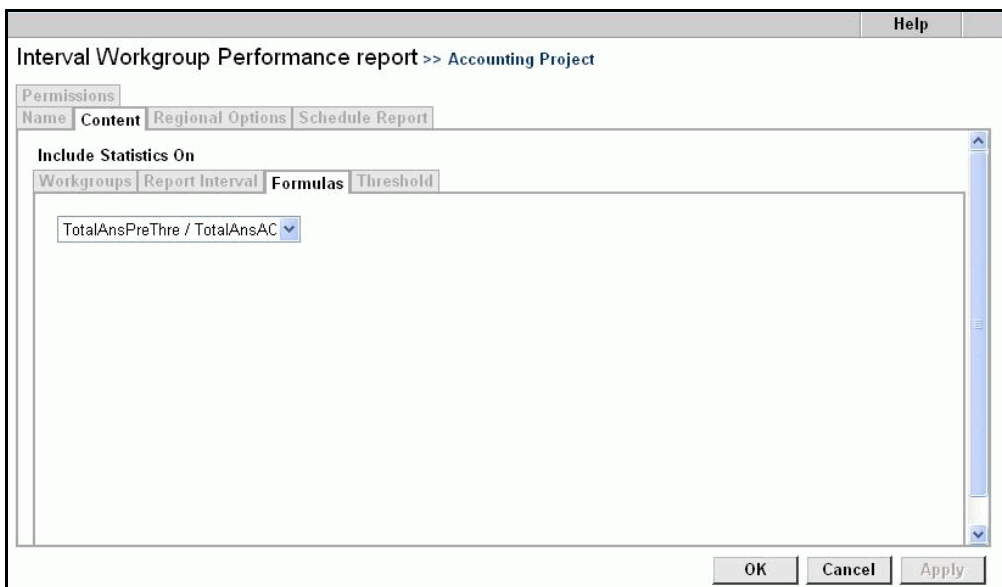 Help
Interval Workgroup Performance report >> Accounting Project
Permissions
Name Content Regional Options Schedule Report
Include Statistics On
Workgroups Report Interval Formulas Threshold
TotalAnsPreThre / TotalAnsAC
OK Cancel Apply